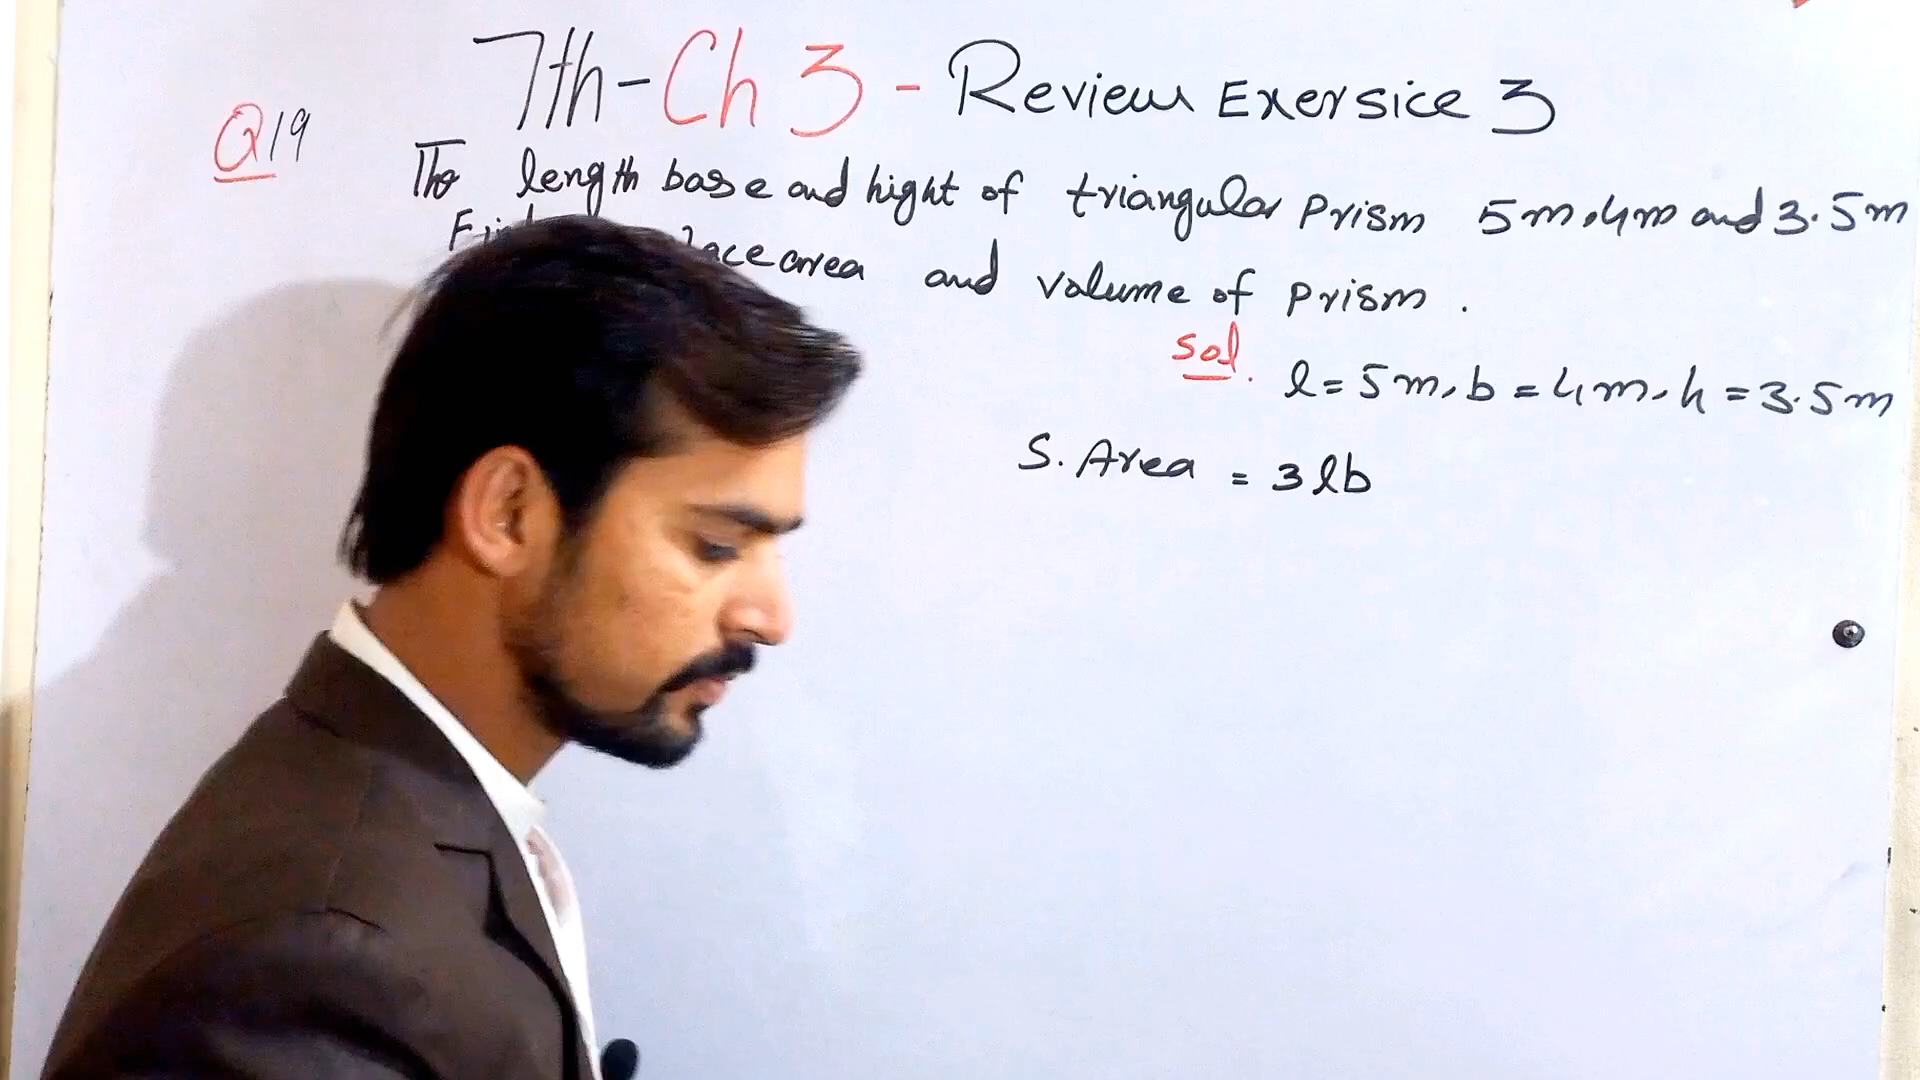 7th-Ch 3 - Review Exersice 3
Q19
The length base and hight of triangular Prism 5m, 4m and 3.5m
area and volume of Prism .
Sol.
l = 5m, b = 4m, h = 3.5m
S. Area = 3lb